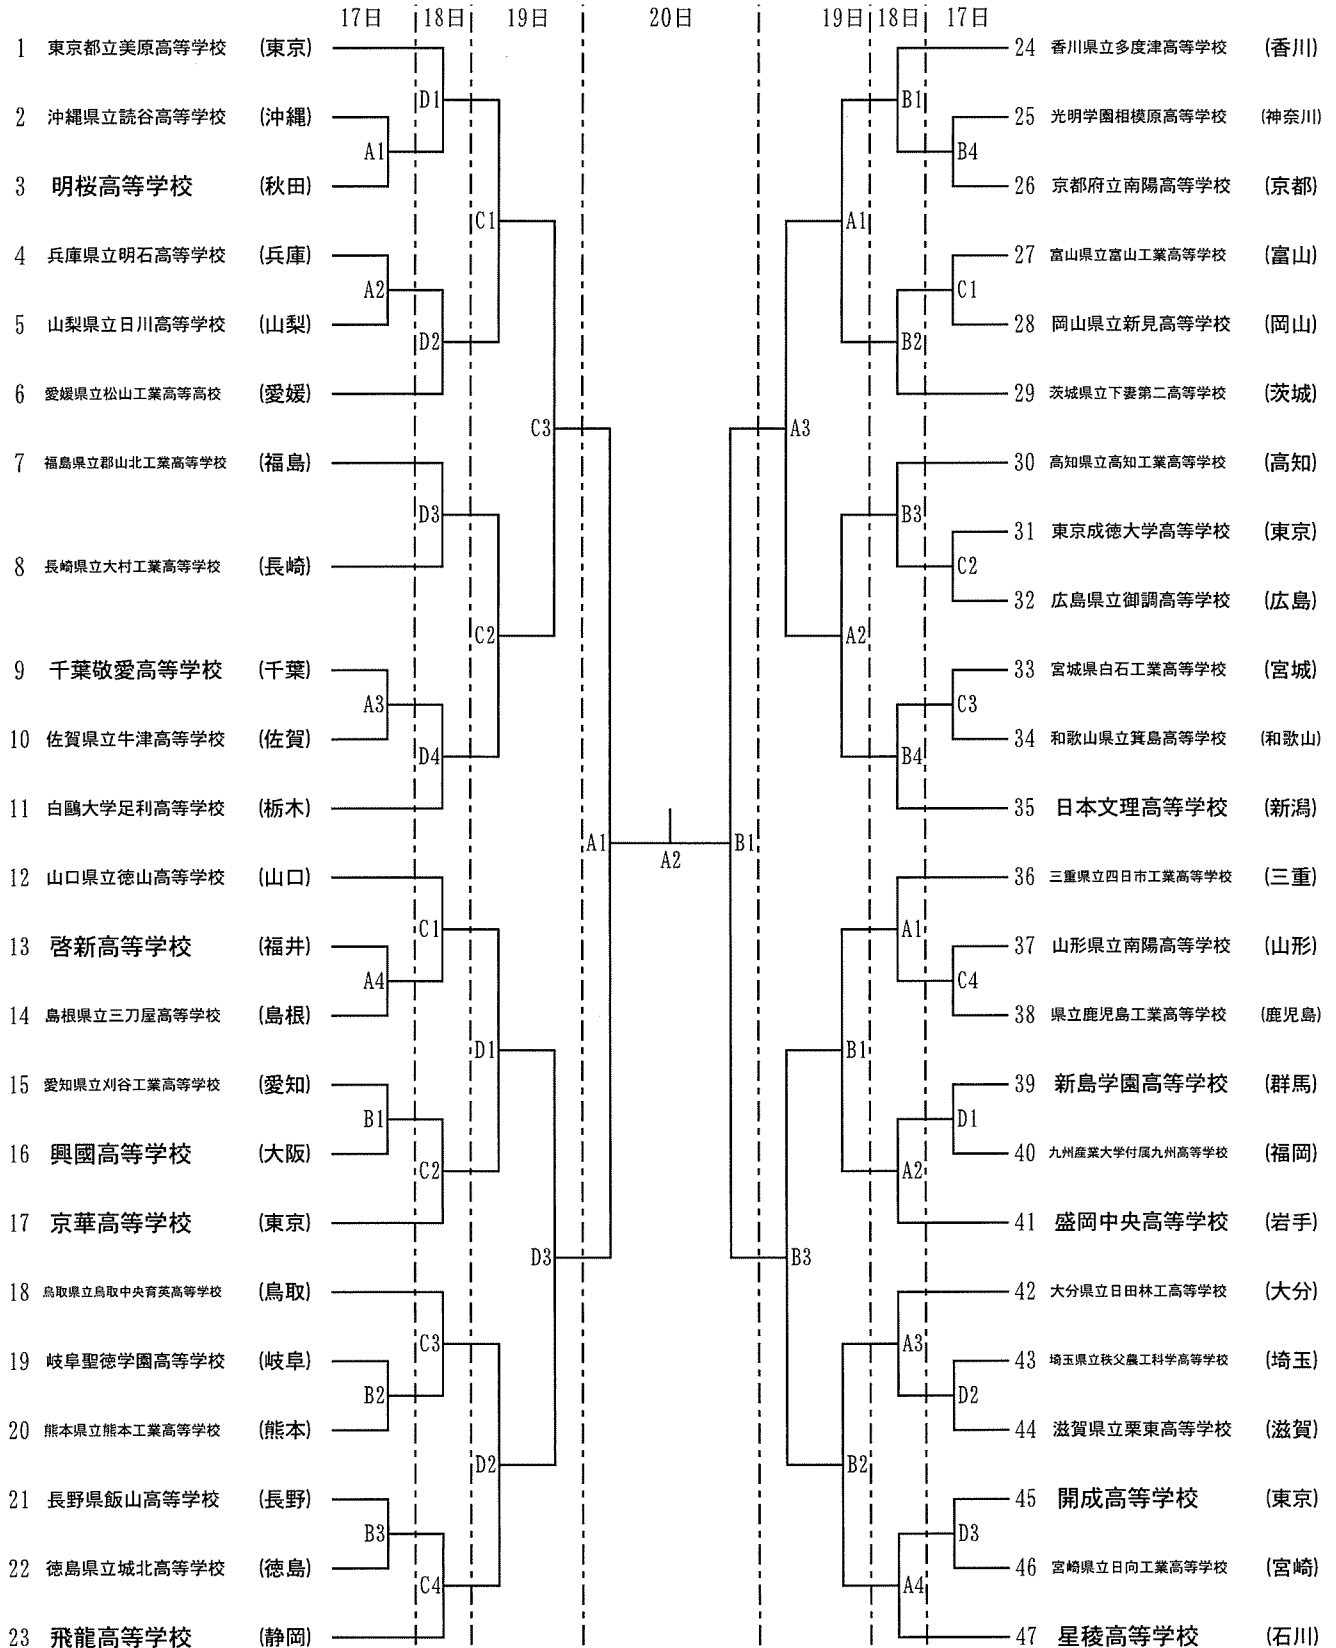 17日 18日 19日 20日 19日 18日 17日
1 東京都立美原高等学校 (東京)
2 沖縄県立読谷高等学校 (沖縄)
3 明桜高等学校 (秋田)
4 兵庫県立明石高等学校 (兵庫)
5 山梨県立日川高等学校 (山梨)
6 愛媛県立松山工業高等高校 (愛媛)
7 福島県立郡山北工業高等学校 (福島)
8 長崎県立大村工業高等学校 (長崎)
9 千葉敬愛高等学校 (千葉)
10 佐賀県立牛津高等学校 (佐賀)
11 白鷗大学足利高等学校 (栃木)
12 山口県立徳山高等学校 (山口)
13 啓新高等学校 (福井)
14 島根県立三刀屋高等学校 (島根)
15 愛知県立刈谷工業高等学校 (愛知)
16 興國高等学校 (大阪)
17 京華高等学校 (東京)
18 鳥取県立鳥取中央育英高等学校 (鳥取)
19 岐阜聖徳学園高等学校 (岐阜)
20 熊本県立熊本工業高等学校 (熊本)
21 長野県飯山高等学校 (長野)
22 徳島県立城北高等学校 (徳島)
23 飛龍高等学校 (静岡)
A1
A2
A3
A4
B1
B2
B3
D1
D2
D3
D4
C1
C2
C3
C4
C1
C2
D1
D2
C3
D3
A1
A2
B1
A3
B3
A1
A2
B1
B2
B1
B2
B3
B4
A1
A2
A3
A4
B4
C1
C2
C3
C4
D1
D2
D3
24 香川県立多度津高等学校 (香川)
25 光明学園相模原高等学校 (神奈川)
26 京都府立南陽高等学校 (京都)
27 富山県立富山工業高等学校 (富山)
28 岡山県立新見高等学校 (岡山)
29 茨城県立下妻第二高等学校 (茨城)
30 高知県立高知工業高等学校 (高知)
31 東京成徳大学高等学校 (東京)
32 広島県立御調高等学校 (広島)
33 宮城県白石工業高等学校 (宮城)
34 和歌山県立箕島高等学校 (和歌山)
35 日本文理高等学校 (新潟)
36 三重県立四日市工業高等学校 (三重)
37 山形県立南陽高等学校 (山形)
38 県立鹿児島工業高等学校 (鹿児島)
39 新島学園高等学校 (群馬)
40 九州産業大学付属九州高等学校 (福岡)
41 盛岡中央高等学校 (岩手)
42 大分県立日田林工高等学校 (大分)
43 埼玉県立秩父農工科学高等学校 (埼玉)
44 滋賀県立栗東高等学校 (滋賀)
45 開成高等学校 (東京)
46 宮崎県立日向工業高等学校 (宮崎)
47 星稜高等学校 (石川)